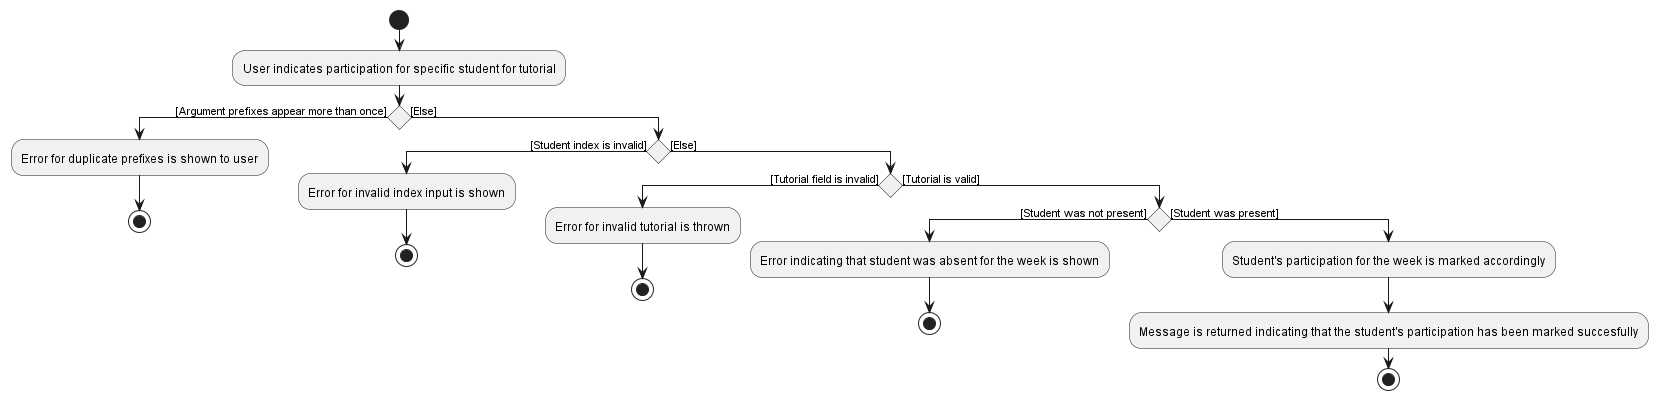 User indicates participation for specific student for tutorial
[Argument prefixes appear more than once]
[Else]
Error for duplicate prefixes is shown to user
[Student index is invalid]
[Else]
Error for invalid index input is shown
[Tutorial field is invalid]
[Tutorial is valid]
Error for invalid tutorial is thrown
[Student was not present]
[Student was present]
Error indicating that student was absent for the week is shown
Student's participation for the week is marked accordingly
Message is returned indicating that the student's participation has been marked succesfully